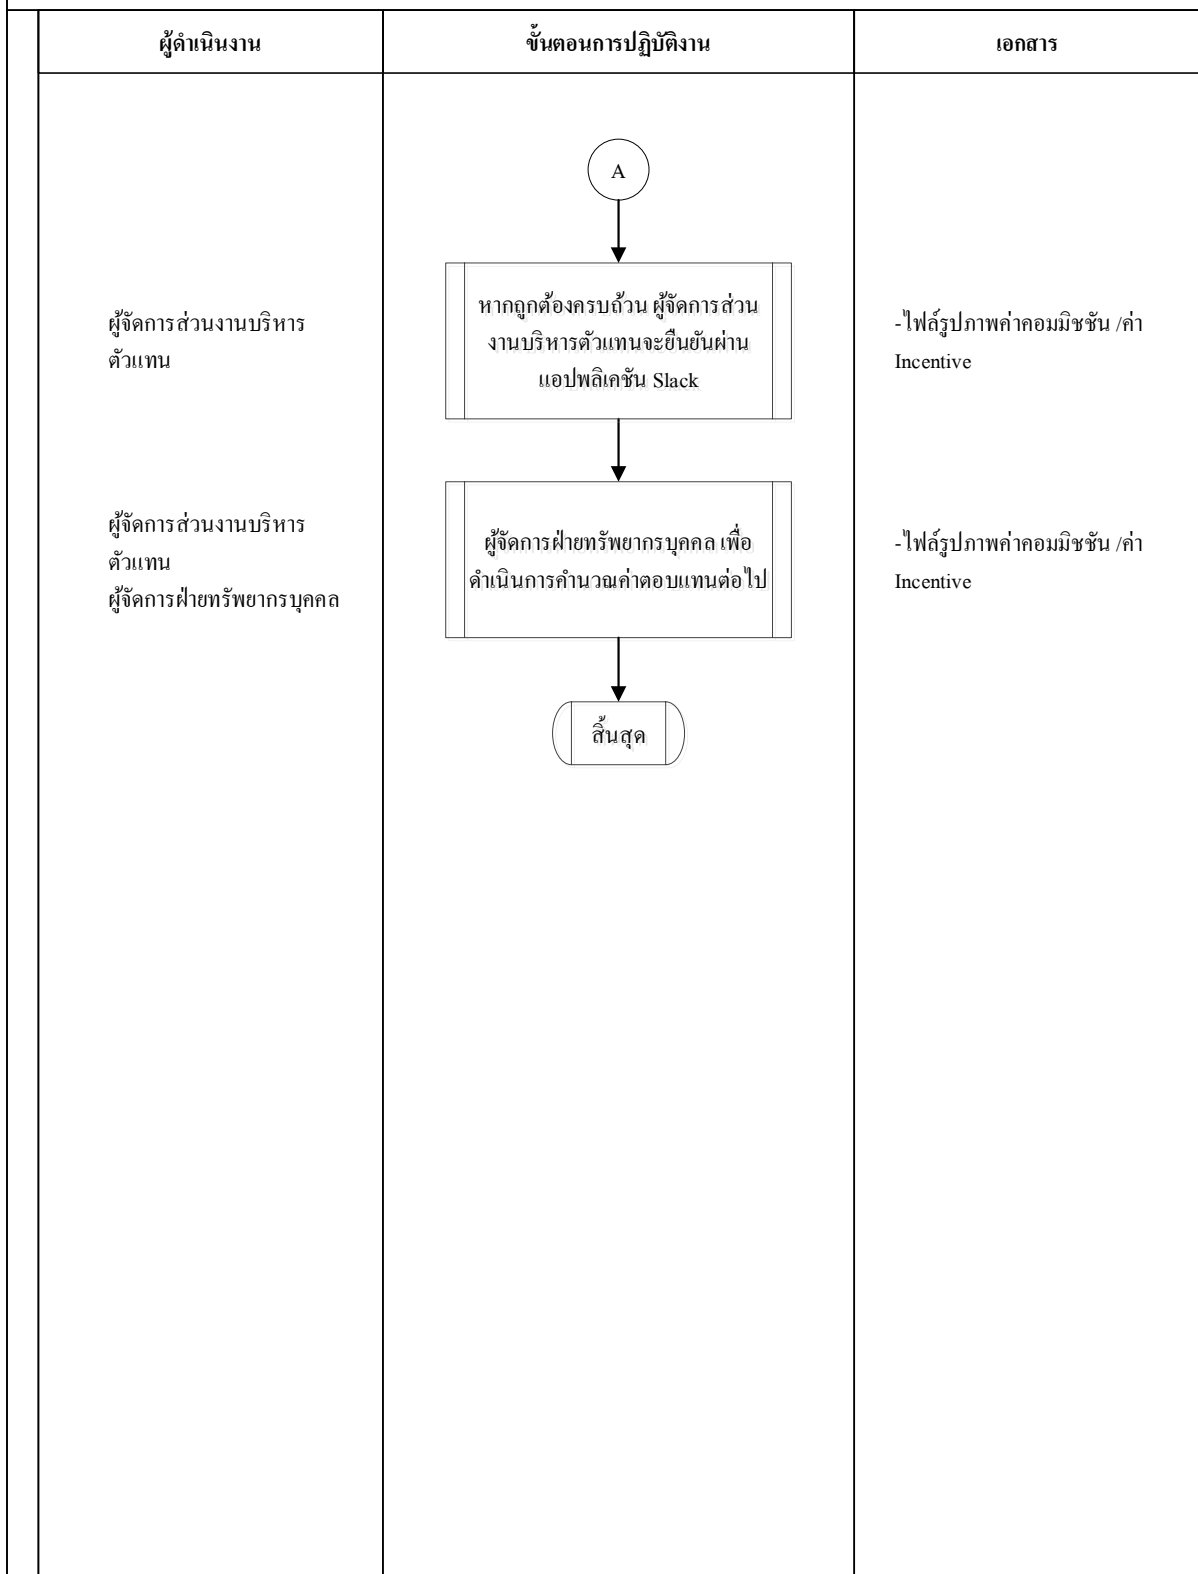 ผู้ดำเนินงาน
ขั้นตอนการปฏิบัติงาน
เอกสาร
A
ผู้จัดการส่วนงานบริหาร
ตัวแทน
หากถูกต้องครบถ้วน ผู้จัดการส่วน
งานบริหารตัวแทนจะยืนยันผ่าน
แอปพลิเคชัน Slack
-ไฟล์รูปภาพค่าคอมมิชชัน /ค่า
Incentive
ผู้จัดการส่วนงานบริหาร
ตัวแทน
ผู้จัดการฝ่ายทรัพยากรบุคคล
ผู้จัดการฝ่ายทรัพยากรบุคคล เพื่อ
ดำเนินการคำนวณค่าตอบแทนต่อไป
-ไฟล์รูปภาพค่าคอมมิชชัน /ค่า
Incentive
สิ้นสุด